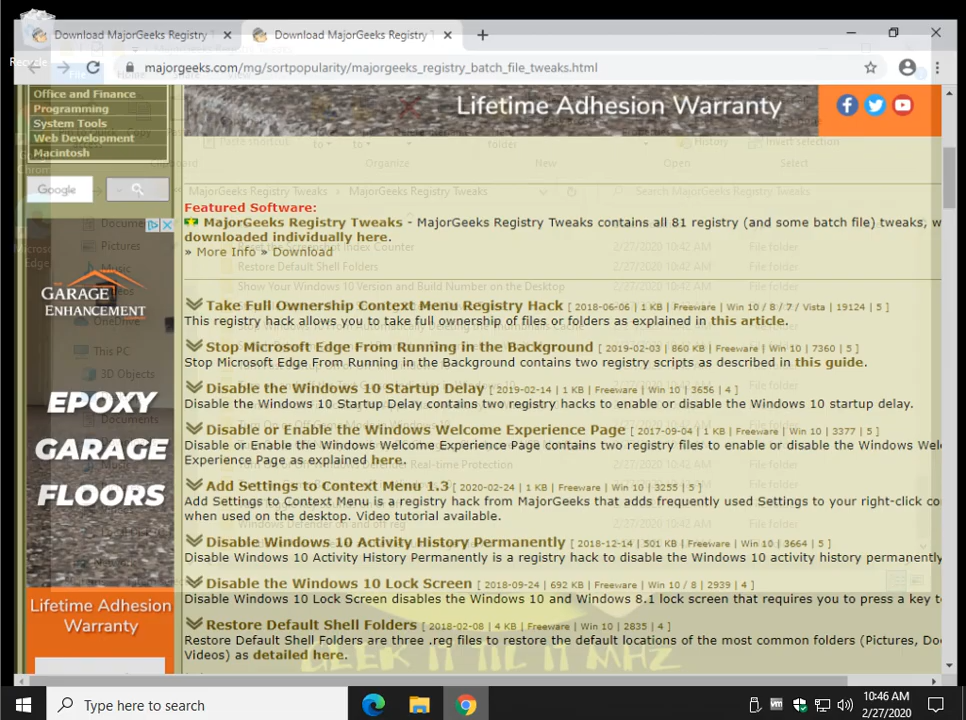 Download MajorGeeks Registry
Download MajorGeeks Registry
majorgeeks.com/mg/sortpopularity/majorgeeks_registry_batch_file_tweaks.html
Office and Finance
Programming
System Tools
Web Development
Macintosh
Google
GARAGE
ENHANCEMENT
EPOXY
GARAGE
FLOORS
Lifetime Adhesion
Warranty
Lifetime Adhesion Warranty
Featured Software:
MajorGeeks Registry Tweaks - MajorGeeks Registry Tweaks contains all 81 registry (and some batch file) tweaks, w
downloaded individually here.
» More Info » Download
Take Full Ownership Context Menu Registry Hack [ 2018-06-06 | 1 KB | Freeware | Win 10 / 8 / 7 / Vista | 19124 | 5 ]
This registry hack allows you to take full ownership of files or folders as explained in this article.
Stop Microsoft Edge From Running in the Background [ 2019-02-03 | 860 KB | Freeware | Win 10 | 7360 | 5 ]
Stop Microsoft Edge From Running in the Background contains two registry scripts as described in this guide.
Disable the Windows 10 Startup Delay [ 2019-02-14 | 1 KB | Freeware | Win 10 | 3656 | 4 ]
Disable the Windows 10 Startup Delay contains two registry hacks to enable or disable the Windows 10 startup delay.
Disable or Enable the Windows Welcome Experience Page [ 2017-09-04 | 1 KB | Freeware | Win 10 | 3377 | 5 ]
Disable or Enable the Windows Welcome Experience Page contains two registry files to enable or disable the Windows Wel
Experience Page as explained here.
Add Settings to Context Menu 1.3 [ 2020-02-24 | 1 KB | Freeware | Win 10 | 3255 | 5 ]
Add Settings to Context Menu is a registry hack from MajorGeeks that adds frequently used Settings to your right-click co
when used on the desktop. Video tutorial available.
Disable Windows 10 Activity History Permanently [ 2018-12-14 | 501 KB | Freeware | Win 10 | 3664 | 5 ]
Disable Windows 10 Activity History Permanently is a registry hack to disable the Windows 10 activity history permanently
Disable the Windows 10 Lock Screen [ 2018-09-24 | 692 KB | Freeware | Win 10 / 8 | 2939 | 4 ]
Disable Windows 10 Lock Screen disables the Windows 10 and Windows 8.1 lock screen that requires you to press a key t
Restore Default Shell Folders [ 2018-02-08 | 4 KB | Freeware | Win 10 | 2835 | 4 ]
Restore Default Shell Folders are three .reg files to restore the default locations of the most common folders (Pictures, Do
Videos) as detailed here.
GEEK IT TIL IT MHZ
Type here to search
10:46 AM
2/27/2020